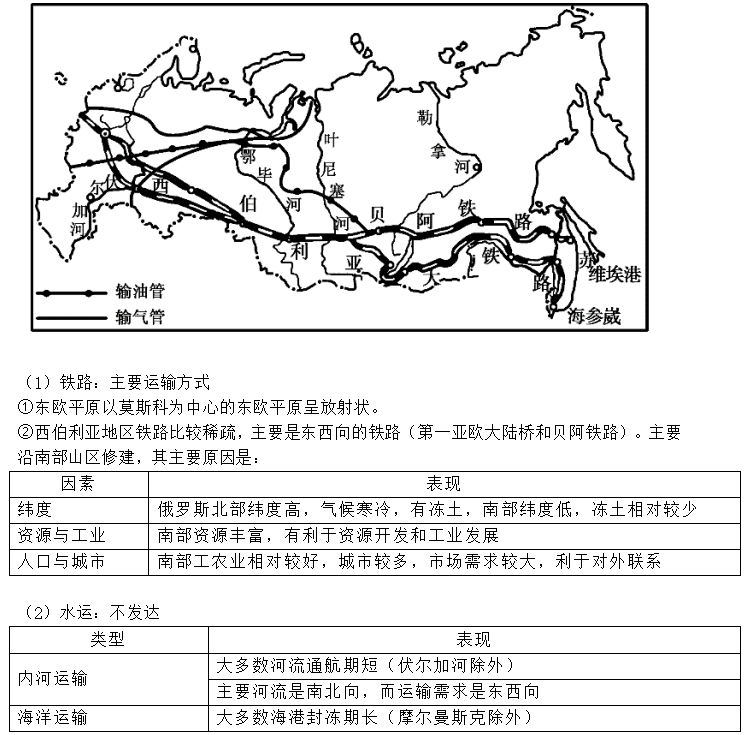 勒
拿
河
叶
尼
塞
河
鄂
毕
河
伏
尔
加
河
西
伯
利
亚
大
铁
路
贝
阿
铁
路
苏
维埃港
海参崴
输油管
输气管
（1）铁路：主要运输方式
①东欧平原以莫斯科为中心的东欧平原呈放射状。
②西伯利亚地区铁路比较稀疏，主要是东西向的铁路（第一亚欧大陆桥和贝阿铁路）。主要
沿南部山区修建，其主要原因是：
因素 表现
纬度 俄罗斯北部纬度高，气候寒冷，有冻土，南部纬度低，冻土相对较少
资源与工业 南部资源丰富，有利于资源开发和工业发展
人口与城市 南部工农业相对较好，城市较多，市场需求较大，利于对外联系
（2）水运：不发达
类型 表现
内河运输 大多数河流通航期短（伏尔加河除外）
主要河流是南北向，而运输需求是东西向
海洋运输 大多数海港封冻期长（摩尔曼斯克除外）